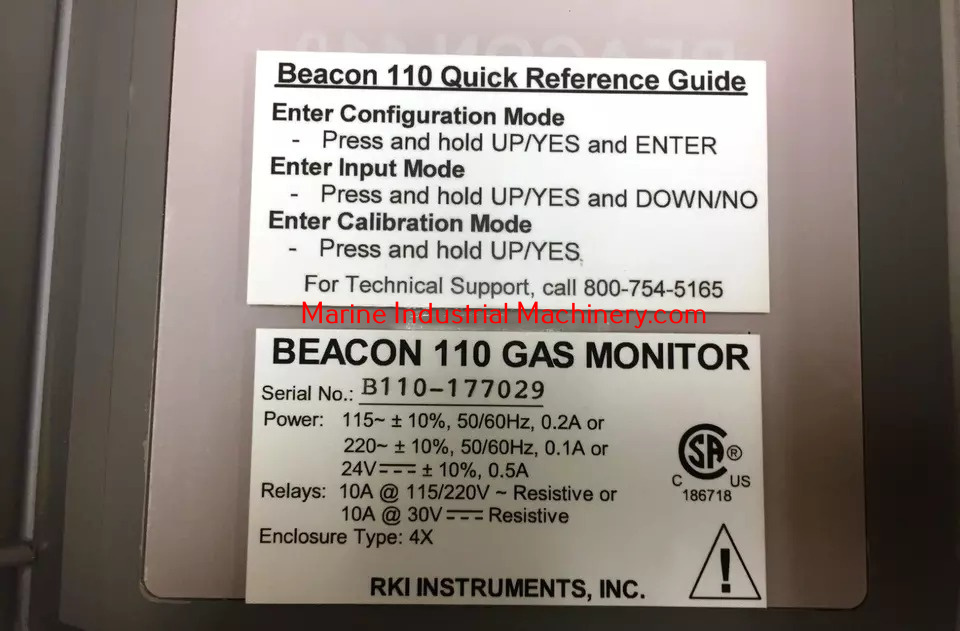 Beacon 110 Quick Reference Guide
Enter Configuration Mode
- Press and hold UP/YES and ENTER
Enter Input Mode
- Press and hold UP/YES and DOWN/NO
Enter Calibration Mode
- Press and hold UP/YES
For Technical Support, call 800-754-5165
Marine Industrial Machinery.com
BEACON 110 GAS MONITOR
Serial No.: B110-177029
Power: 115~ ± 10%, 50/60Hz, 0.2A or
220~ ± 10%, 50/60Hz, 0.1A or
24V⎓ ± 10%, 0.5A
Relays: 10A @ 115/220V ~ Resistive or
10A @ 30V⎓ Resistive
Enclosure Type: 4X
SA ®
C US
186718
!
RKI INSTRUMENTS, INC.